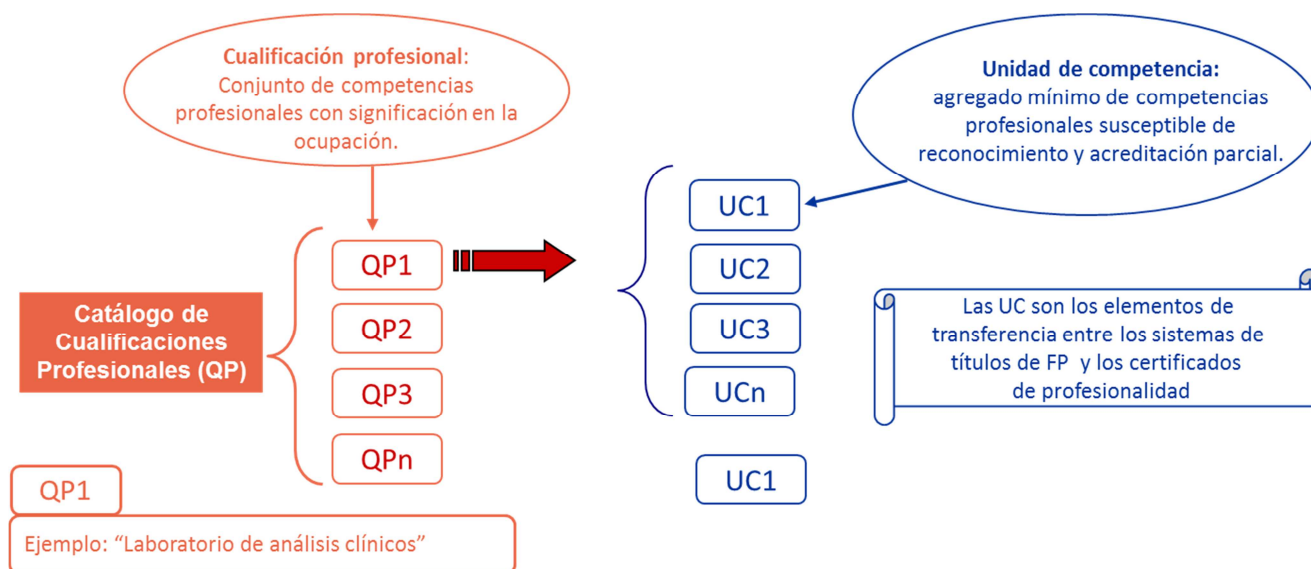 Cualificación profesional:
Conjunto de competencias
profesionales con significación en la
ocupación.
Unidad de competencia:
agregado mínimo de competencias
profesionales susceptible de
reconocimiento y acreditación parcial.
Catálogo de
Cualificaciones
Profesionales (QP)
QP1
QP2
QP3
QPn
UC1
UC2
UC3
UCn
Las UC son los elementos de
transferencia entre los sistemas de
títulos de FP y los certificados
de profesionalidad
QP1
Ejemplo: “Laboratorio de análisis clínicos”
UC1